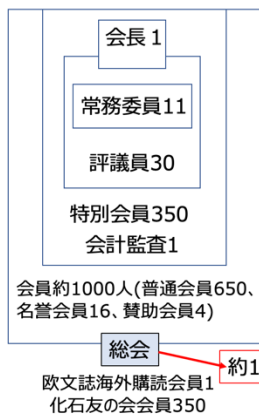 会長 1
常務委員11
評議員30
特別会員350
会計監査1
会員約1000人(普通会員650、
名誉会員16、賛助会員4)
総会
約1
欧文誌海外購読会員1
化石友の会会員350